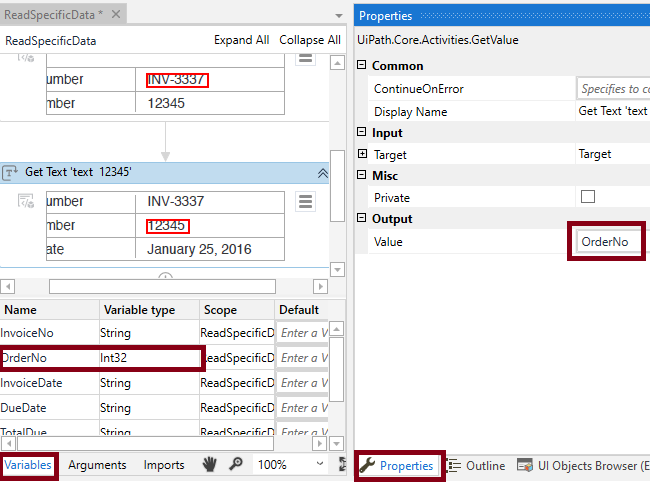 ReadSpecificData *
ReadSpecificData
Expand All
Collapse All
umber
INV-3337
umber
12345
Get Text 'text 12345'
umber
INV-3337
umber
12345
ate
January 25, 2016
Name
Variable type
Scope
Default
InvoiceNo
String
ReadSpecificD
Enter a V
OrderNo
Int32
ReadSpecificD
Enter a V
InvoiceDate
String
ReadSpecificD
Enter a V
DueDate
String
ReadSpecificD
Enter a V
TotalDue
String
ReadSpecificD
Enter a V
Variables
Arguments
Imports
100%
Properties
UiPath.Core.Activities.GetValue
Common
ContinueOnError
Specifies to co
Display Name
Get Text 'text
Input
Target
Target
Misc
Private
Output
Value
OrderNo
Properties
Outline
UI Objects Browser (E